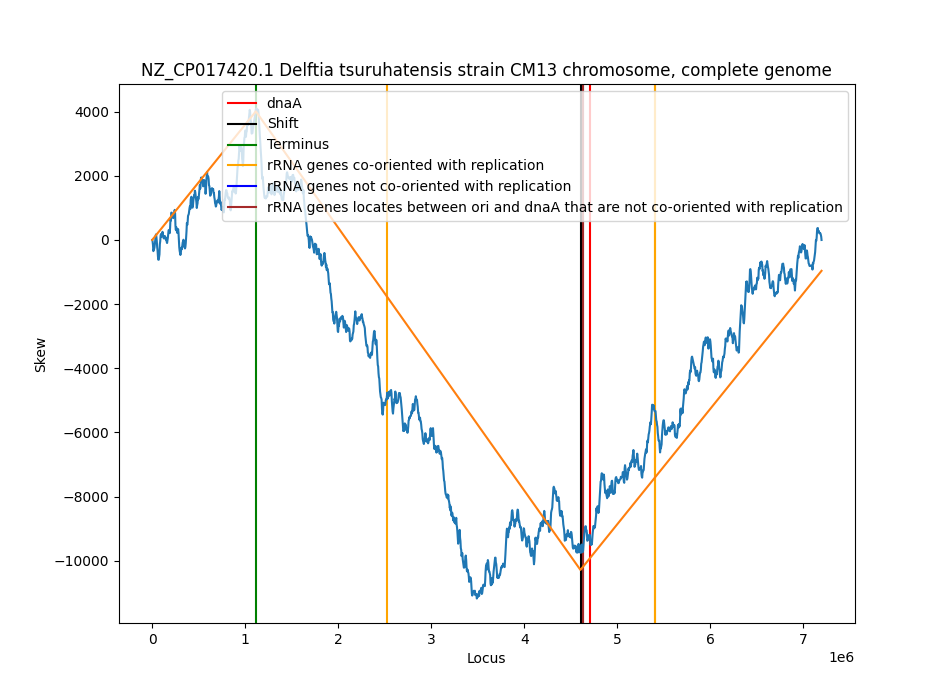 NZ_CP017420.1 Delftia tsuruhatensis strain CM13 chromosome, complete genome
dnaA
Shift
Terminus
rRNA genes co-oriented with replication
rRNA genes not co-oriented with replication
rRNA genes locates between ori and dnaA that are not co-oriented with replication
4000
2000
0
−2000
−4000
−6000
−8000
−10000
Skew
0 1 2 3 4 5 6 7
1e6
Locus